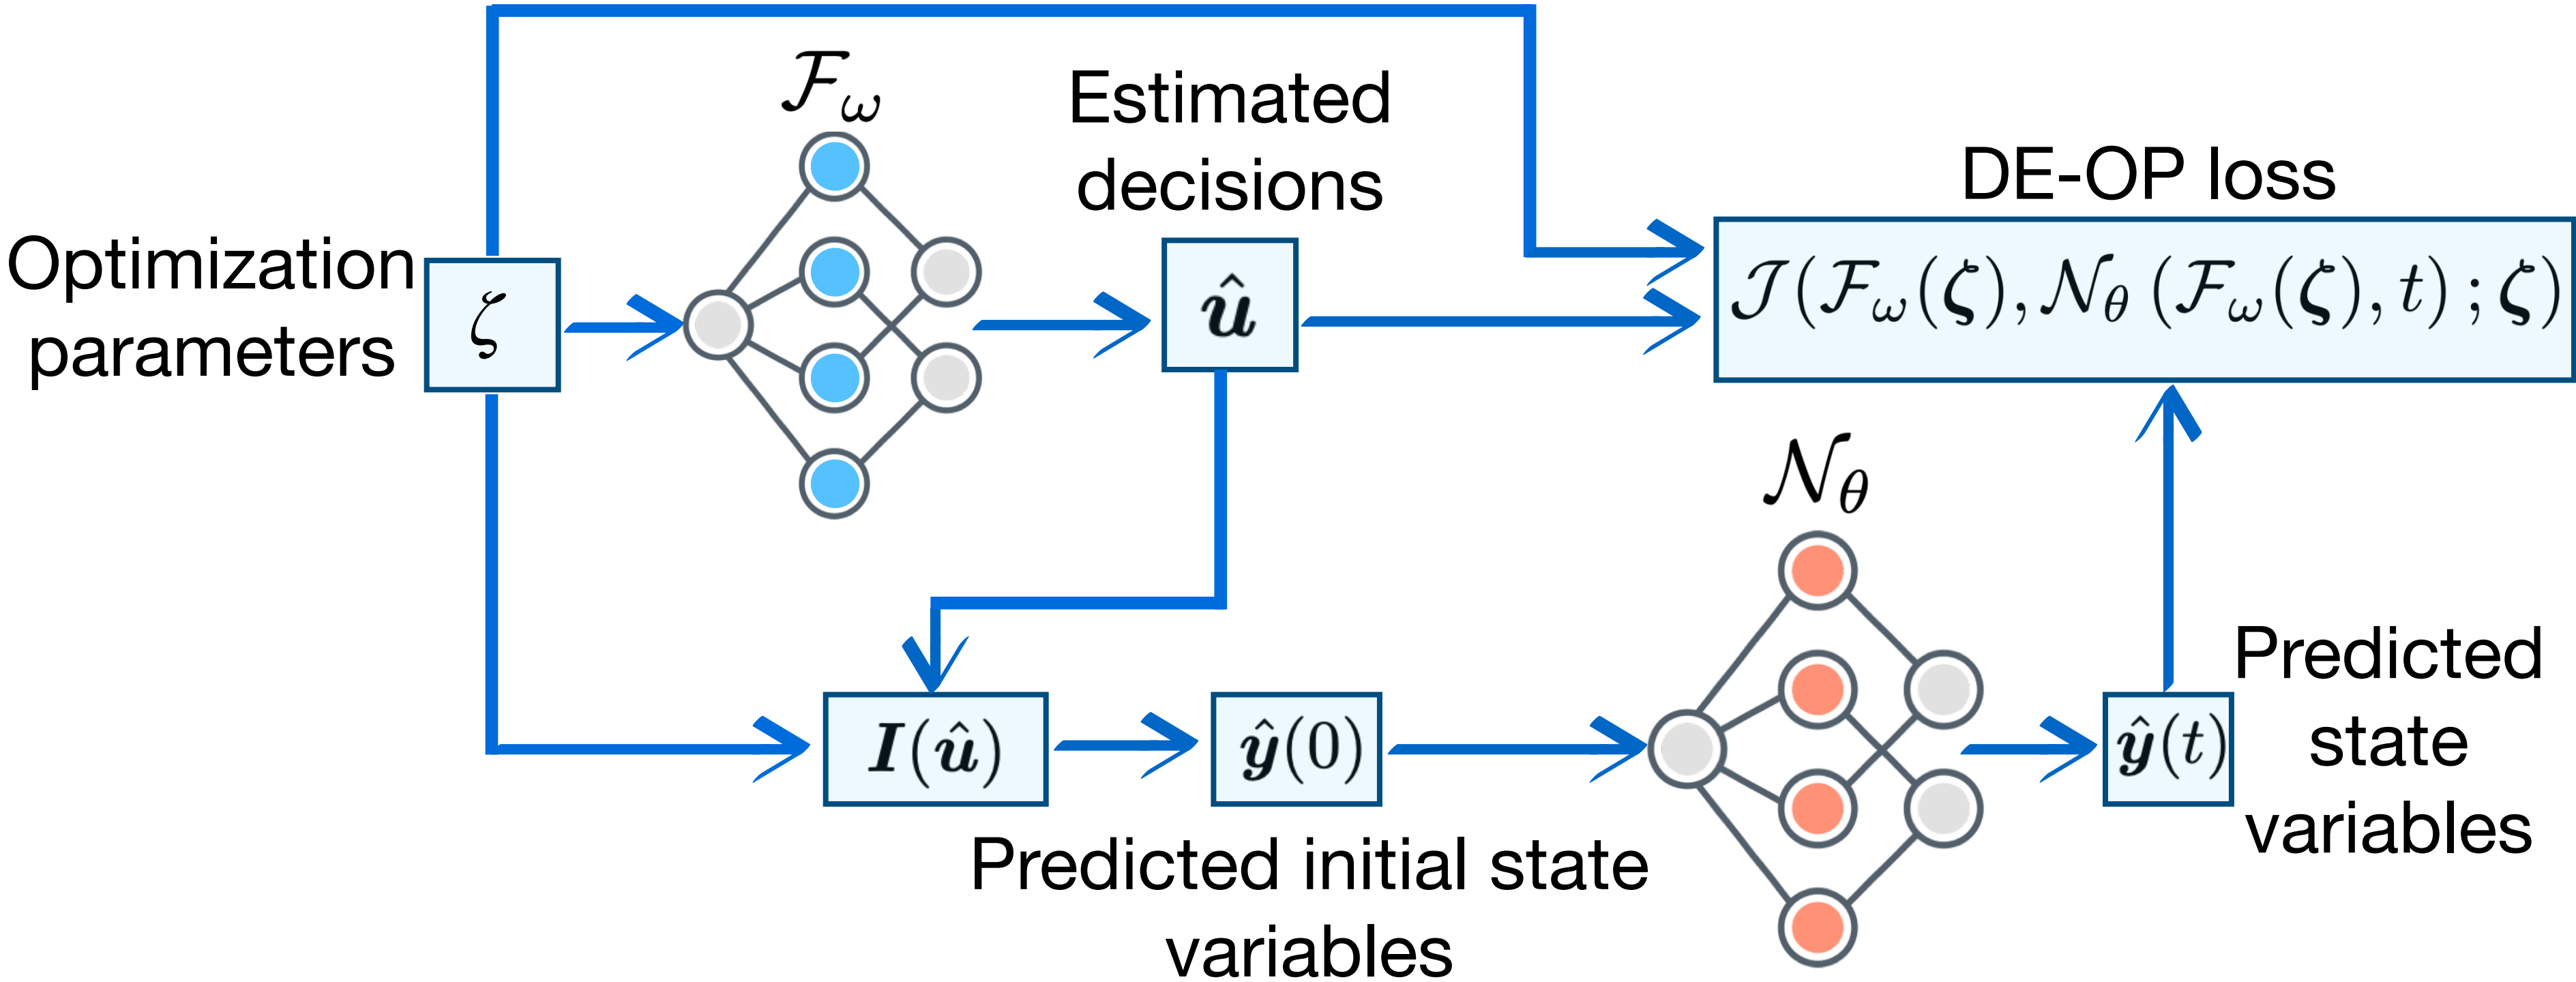 Optimization
parameters
ζ
ℱ_ω
Estimated
decisions
û
DE-OP loss
𝒥(ℱ_ω(ζ), 𝒩_θ (ℱ_ω(ζ), t) ; ζ)
I(û)
ŷ(0)
Predicted initial state
variables
𝒩_θ
ŷ(t)
Predicted
state
variables